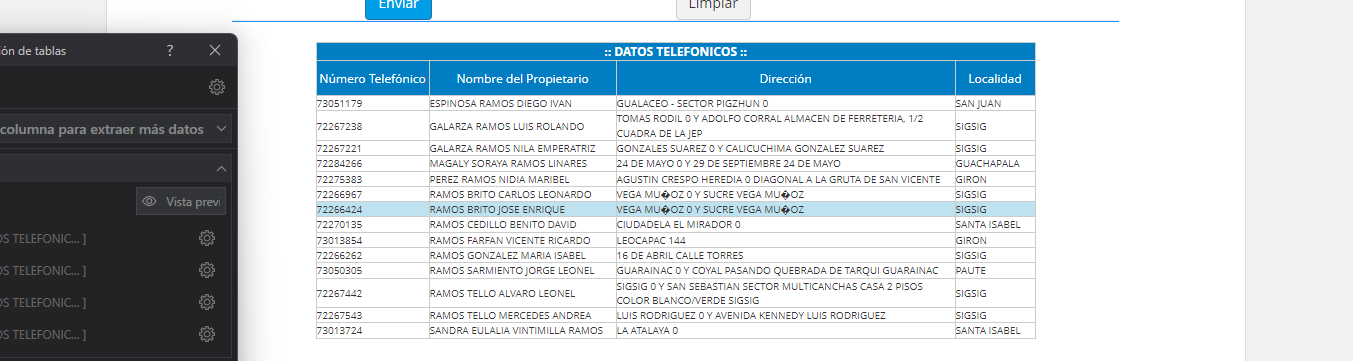 Enviar
Limpiar
ión de tablas
?
columna para extraer más datos
Vista previ
OS TELEFONIC... ]
OS TELEFONIC... ]
OS TELEFONIC... ]
OS TELEFONIC... ]
:: DATOS TELEFONICOS ::
Número Telefónico Nombre del Propietario Dirección Localidad
73051179 ESPINOSA RAMOS DIEGO IVAN GUALACEO - SECTOR PIGZHUN 0 SAN JUAN
72267238 GALARZA RAMOS LUIS ROLANDO TOMAS RODIL 0 Y ADOLFO CORRAL ALMACEN DE FERRETERIA, 1/2 SIGSIG
CUADRA DE LA JEP
72267221 GALARZA RAMOS NILA EMPERATRIZ GONZALES SUAREZ 0 Y CALICUCHIMA GONZALEZ SUAREZ SIGSIG
72284266 MAGALY SORAYA RAMOS LINARES 24 DE MAYO 0 Y 29 DE SEPTIEMBRE 24 DE MAYO GUACHAPALA
72275383 PEREZ RAMOS NIDIA MARIBEL AGUSTIN CRESPO HEREDIA 0 DIAGONAL A LA GRUTA DE SAN VICENTE GIRON
72266967 RAMOS BRITO CARLOS LEONARDO VEGA MU�OZ 0 Y SUCRE VEGA MU�OZ SIGSIG
72266424 RAMOS BRITO JOSE ENRIQUE VEGA MU�OZ 0 Y SUCRE VEGA MU�OZ SIGSIG
72270135 RAMOS CEDILLO BENITO DAVID CIUDADELA EL MIRADOR 0 SANTA ISABEL
73013854 RAMOS FARFAN VICENTE RICARDO LEOCAPAC 144 GIRON
72266262 RAMOS GONZALEZ MARIA ISABEL 16 DE ABRIL CALLE TORRES SIGSIG
73050305 RAMOS SARMIENTO JORGE LEONEL GUARAINAC 0 Y COYAL PASANDO QUEBRADA DE TARQUI GUARAINAC PAUTE
72267442 RAMOS TELLO ALVARO LEONEL SIGSIG 0 Y SAN SEBASTIAN SECTOR MULTICANCHAS CASA 2 PISOS SIGSIG
COLOR BLANCO/VERDE SIGSIG
72267543 RAMOS TELLO MERCEDES ANDREA LUIS RODRIGUEZ 0 Y AVENIDA KENNEDY LUIS RODRIGUEZ SIGSIG
73013724 SANDRA EULALIA VINTIMILLA RAMOS LA ATALAYA 0 SANTA ISABEL